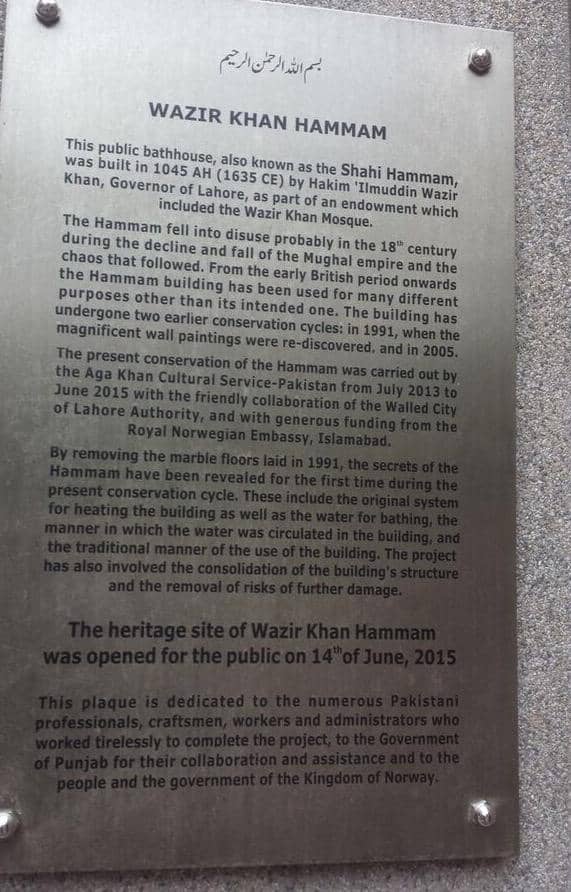 بسم الله الرحمن الرحیم
WAZIR KHAN HAMMAM
This public bathhouse, also known as the Shahi Hammam,
was built in 1045 AH (1635 CE) by Hakim 'Ilmuddin Wazir
Khan, Governor of Lahore, as part of an endowment which
included the Wazir Khan Mosque.
The Hammam fell into disuse probably in the 18th century
during the decline and fall of the Mughal empire and the
chaos that followed. From the early British period onwards
the Hammam building has been used for many different
purposes other than its intended one. The building has
undergone two earlier conservation cycles: in 1991, when the
magnificent wall paintings were re-discovered, and in 2005.
The present conservation of the Hammam was carried out by
the Aga Khan Cultural Service-Pakistan from July 2013 to
June 2015 with the friendly collaboration of the Walled City
of Lahore Authority, and with generous funding from the
Royal Norwegian Embassy, Islamabad.
By removing the marble floors laid in 1991, the secrets of the
Hammam have been revealed for the first time during the
present conservation cycle. These include the original system
for heating the building as well as the water for bathing, the
manner in which the water was circulated in the building, and
the traditional manner of the use of the building. The project
has also involved the consolidation of the building's structure
and the removal of risks of further damage.
The heritage site of Wazir Khan Hammam
was opened for the public on 14th of June, 2015
This plaque is dedicated to the numerous Pakistani
professionals, craftsmen, workers and administrators who
worked tirelessly to complete the project, to the Government
of Punjab for their collaboration and assistance and to the
people and the government of the Kingdom of Norway.